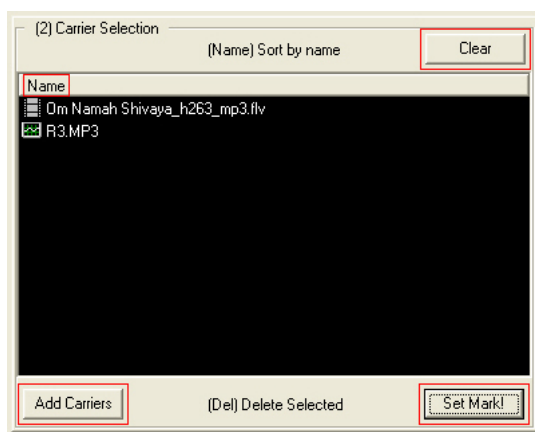 (2) Carrier Selection
(Name) Sort by name
Clear
Name
Om Namah Shivaya_h263_mp3.flv
R3.MP3
Add Carriers
(Del) Delete Selected
Set Mark!